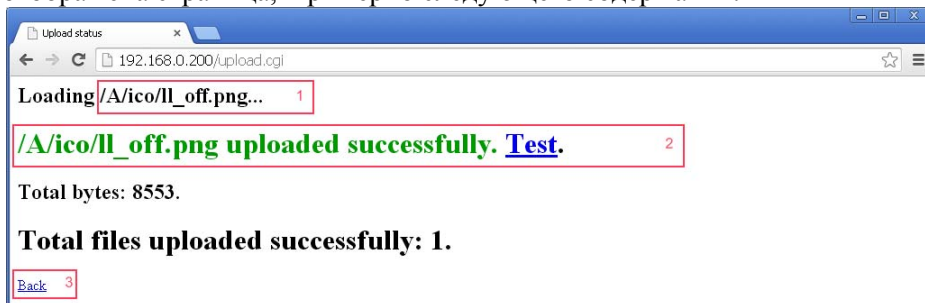 Upload status
192.168.0.200/upload.cgi
Loading /A/ico/ll_off.png... 1
/A/ico/ll_off.png uploaded successfully. Test. 2
Total bytes: 8553.
Total files uploaded successfully: 1.
Back 3